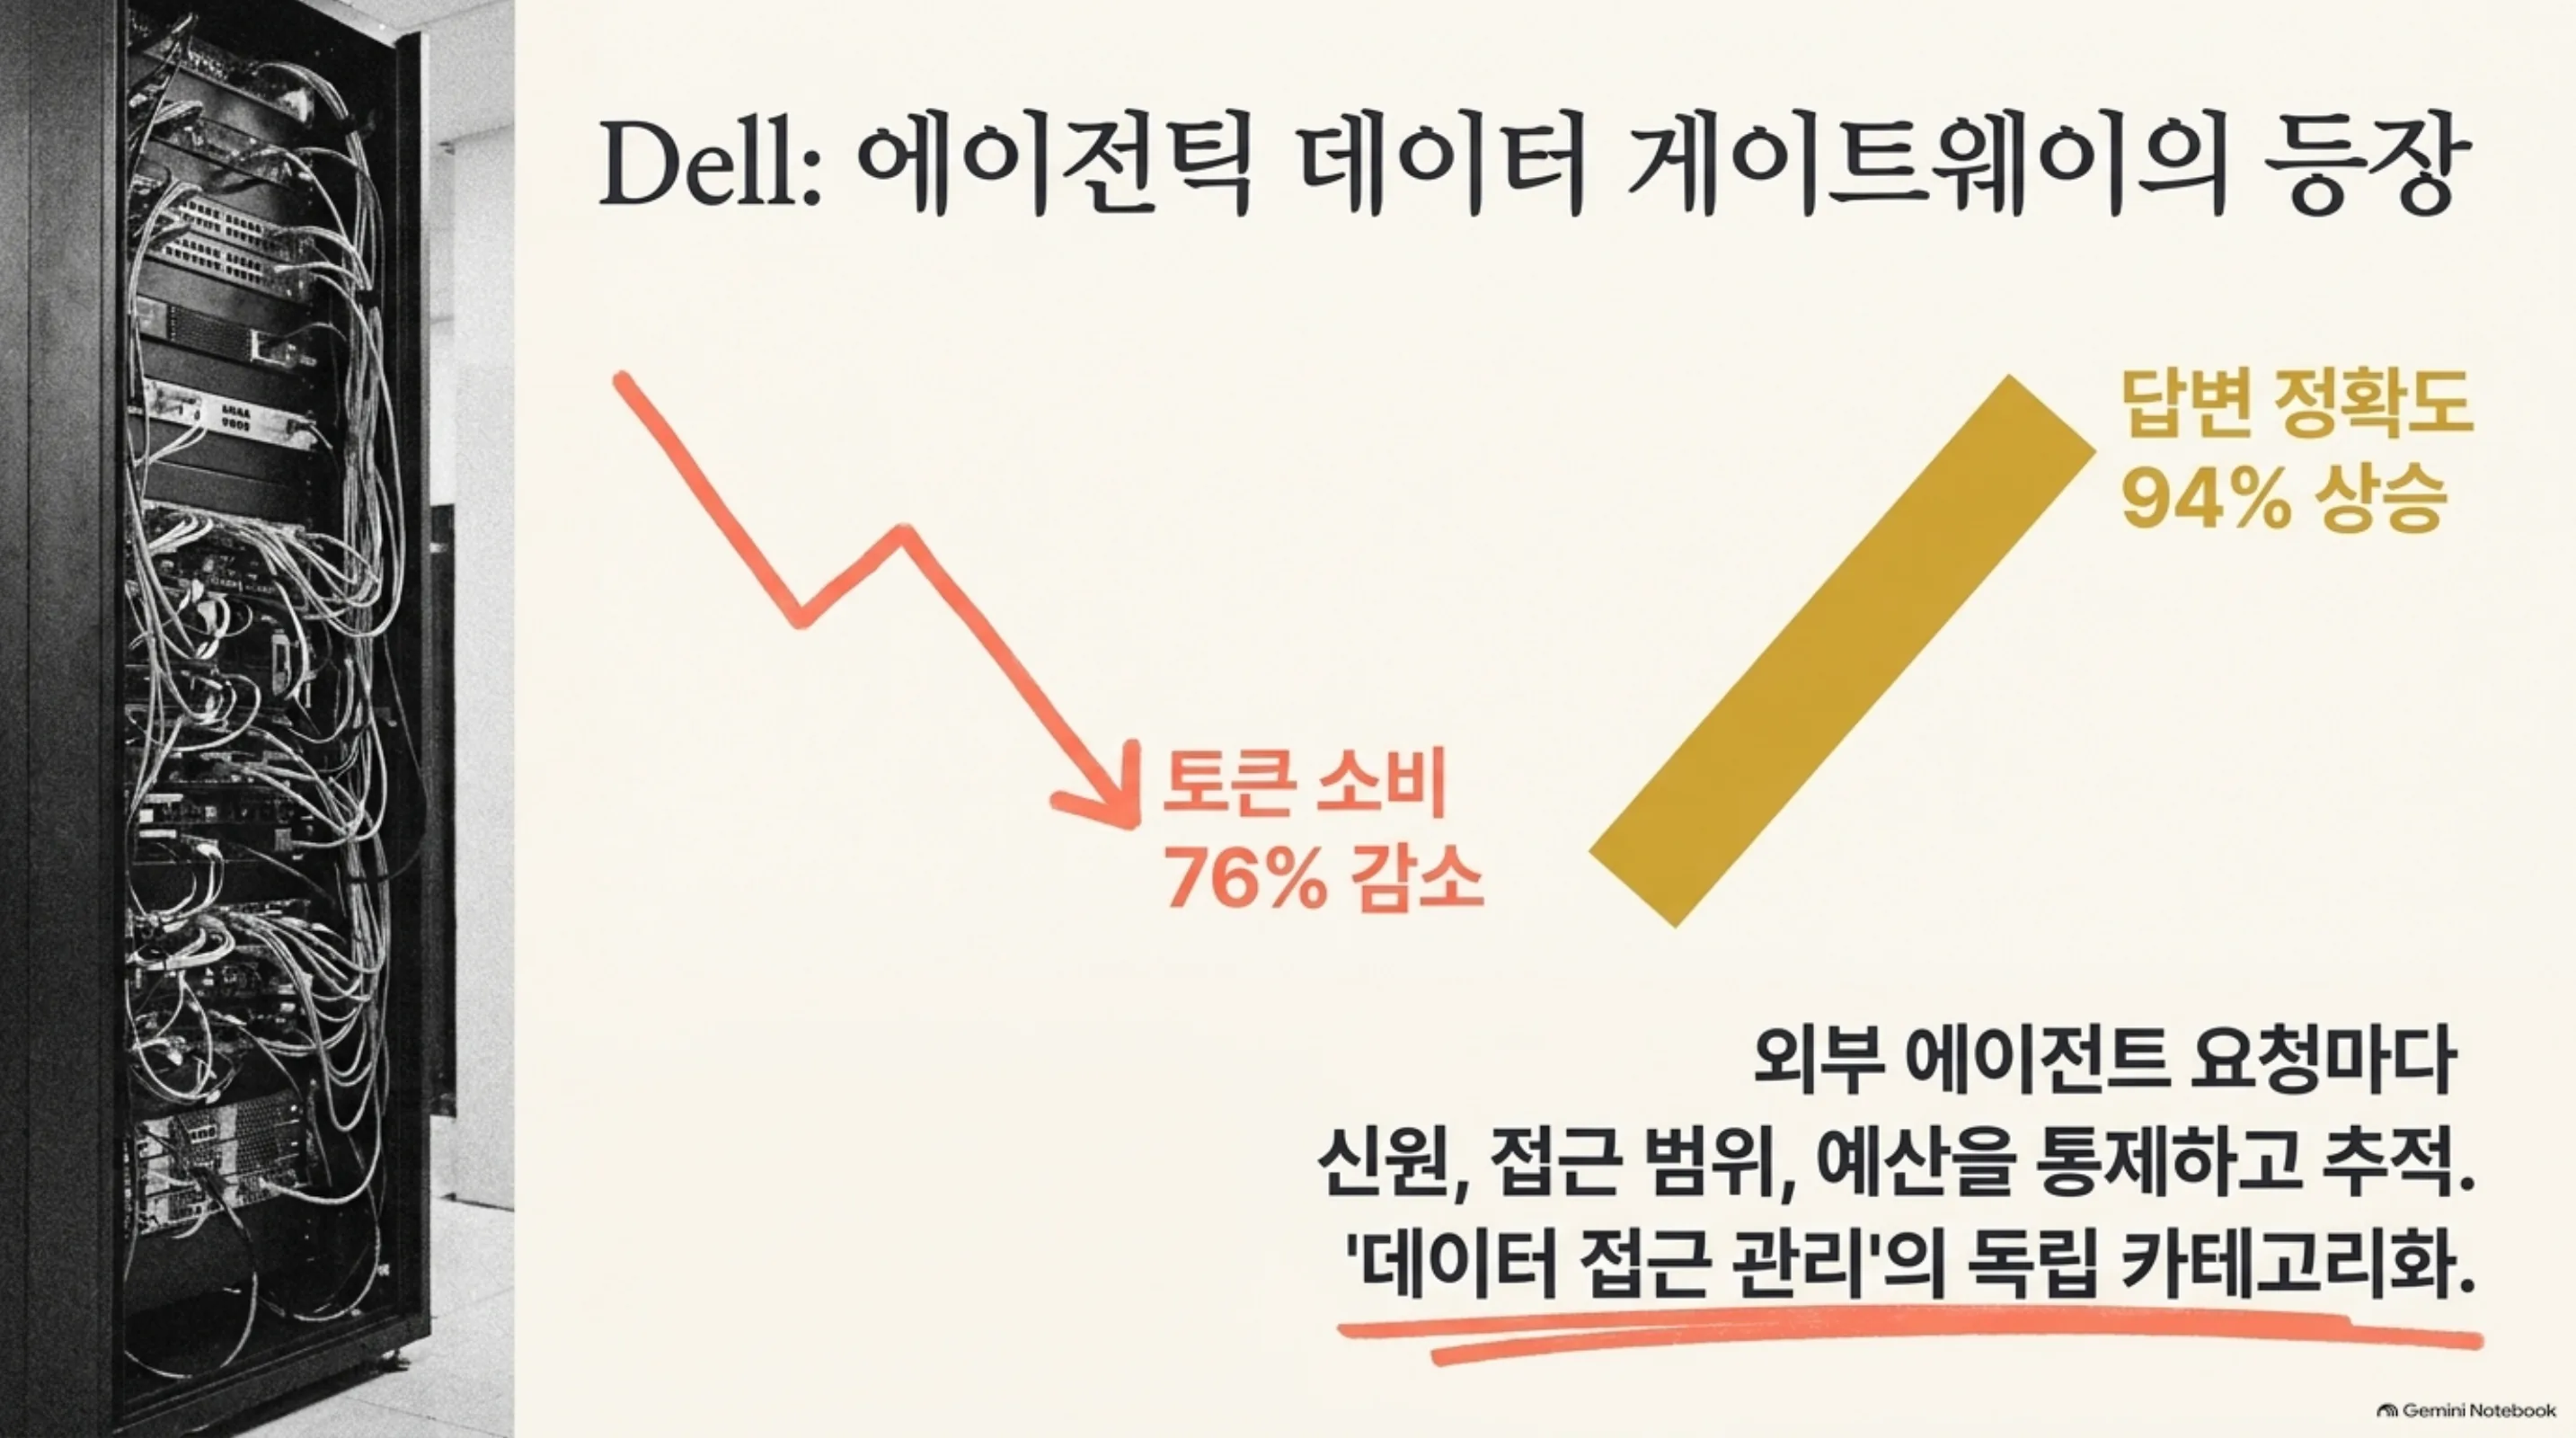 Dell: 에이전틱 데이터 게이트웨이의 등장
답변 정확도
94% 상승
토큰 소비
76% 감소
외부 에이전트 요청마다
신원, 접근 범위, 예산을 통제하고 추적.
'데이터 접근 관리'의 독립 카테고리화.
Gemini Notebook